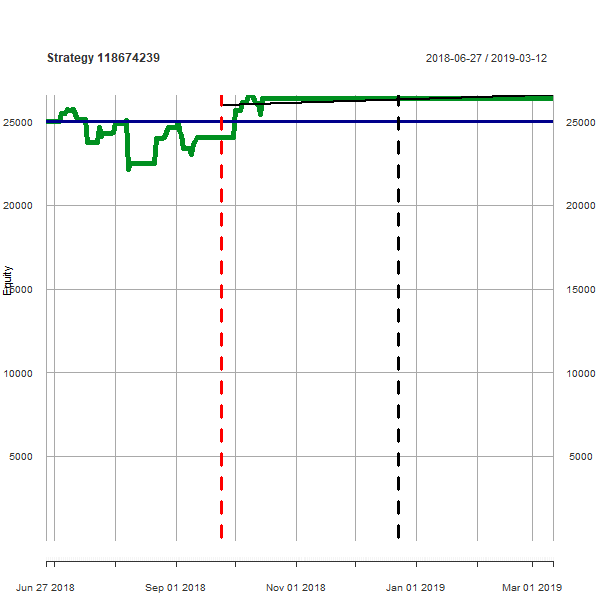 Strategy 118674239
2018-06-27 / 2019-03-12
25000
25000
20000
20000
Equity
15000
15000
10000
10000
5000
5000
Jun 27 2018
Sep 01 2018
Nov 01 2018
Jan 01 2019
Mar 01 2019